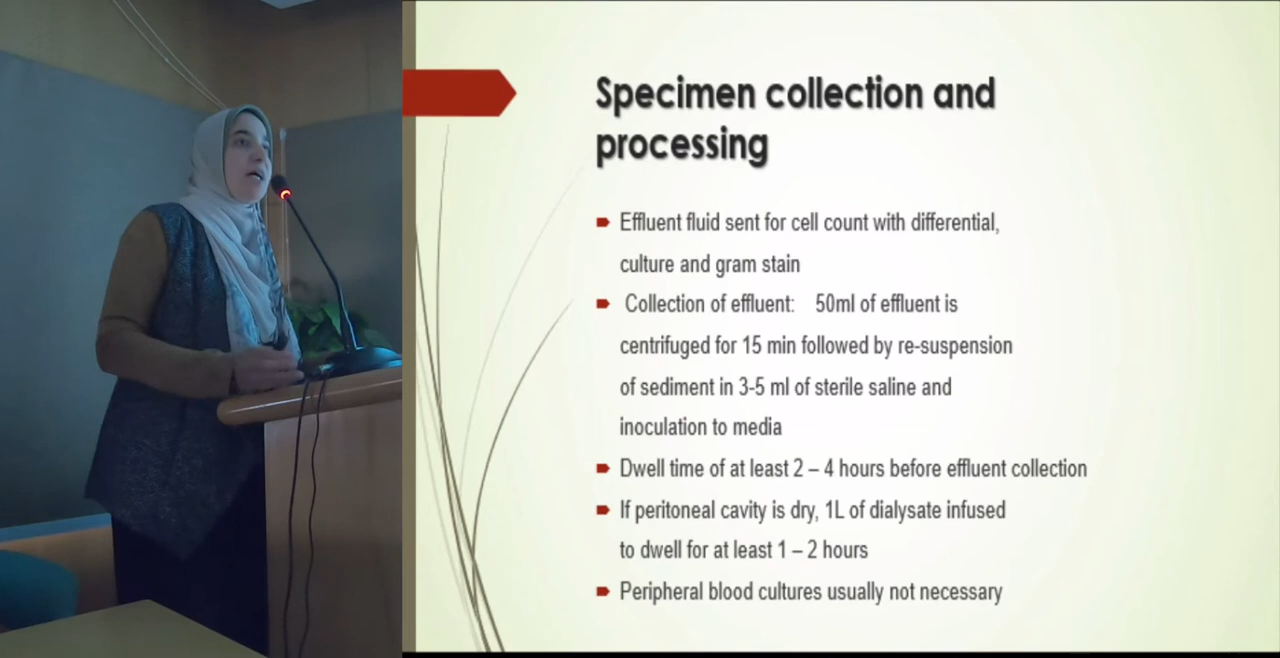 Specimen collection and
processing
Effluent fluid sent for cell count with differential,
culture and gram stain
Collection of effluent: 50ml of effluent is
centrifuged for 15 min followed by re-suspension
of sediment in 3-5 ml of sterile saline and
inoculation to media
Dwell time of at least 2 – 4 hours before effluent collection
If peritoneal cavity is dry, 1L of dialysate infused
to dwell for at least 1 – 2 hours
Peripheral blood cultures usually not necessary